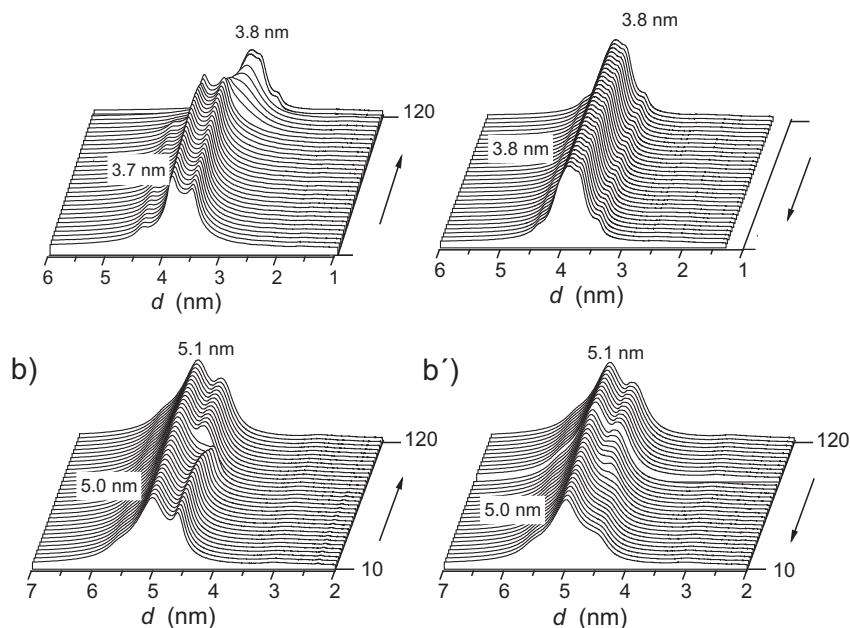 3.8 nm
3.7 nm
120
6 5 4 3 2 1
d (nm)
3.8 nm
3.8 nm
6 5 4 3 2 1
d (nm)
b)
5.1 nm
5.0 nm
120
10
7 6 5 4 3 2
d (nm)
b´)
5.1 nm
5.0 nm
120
10
7 6 5 4 3 2
d (nm)